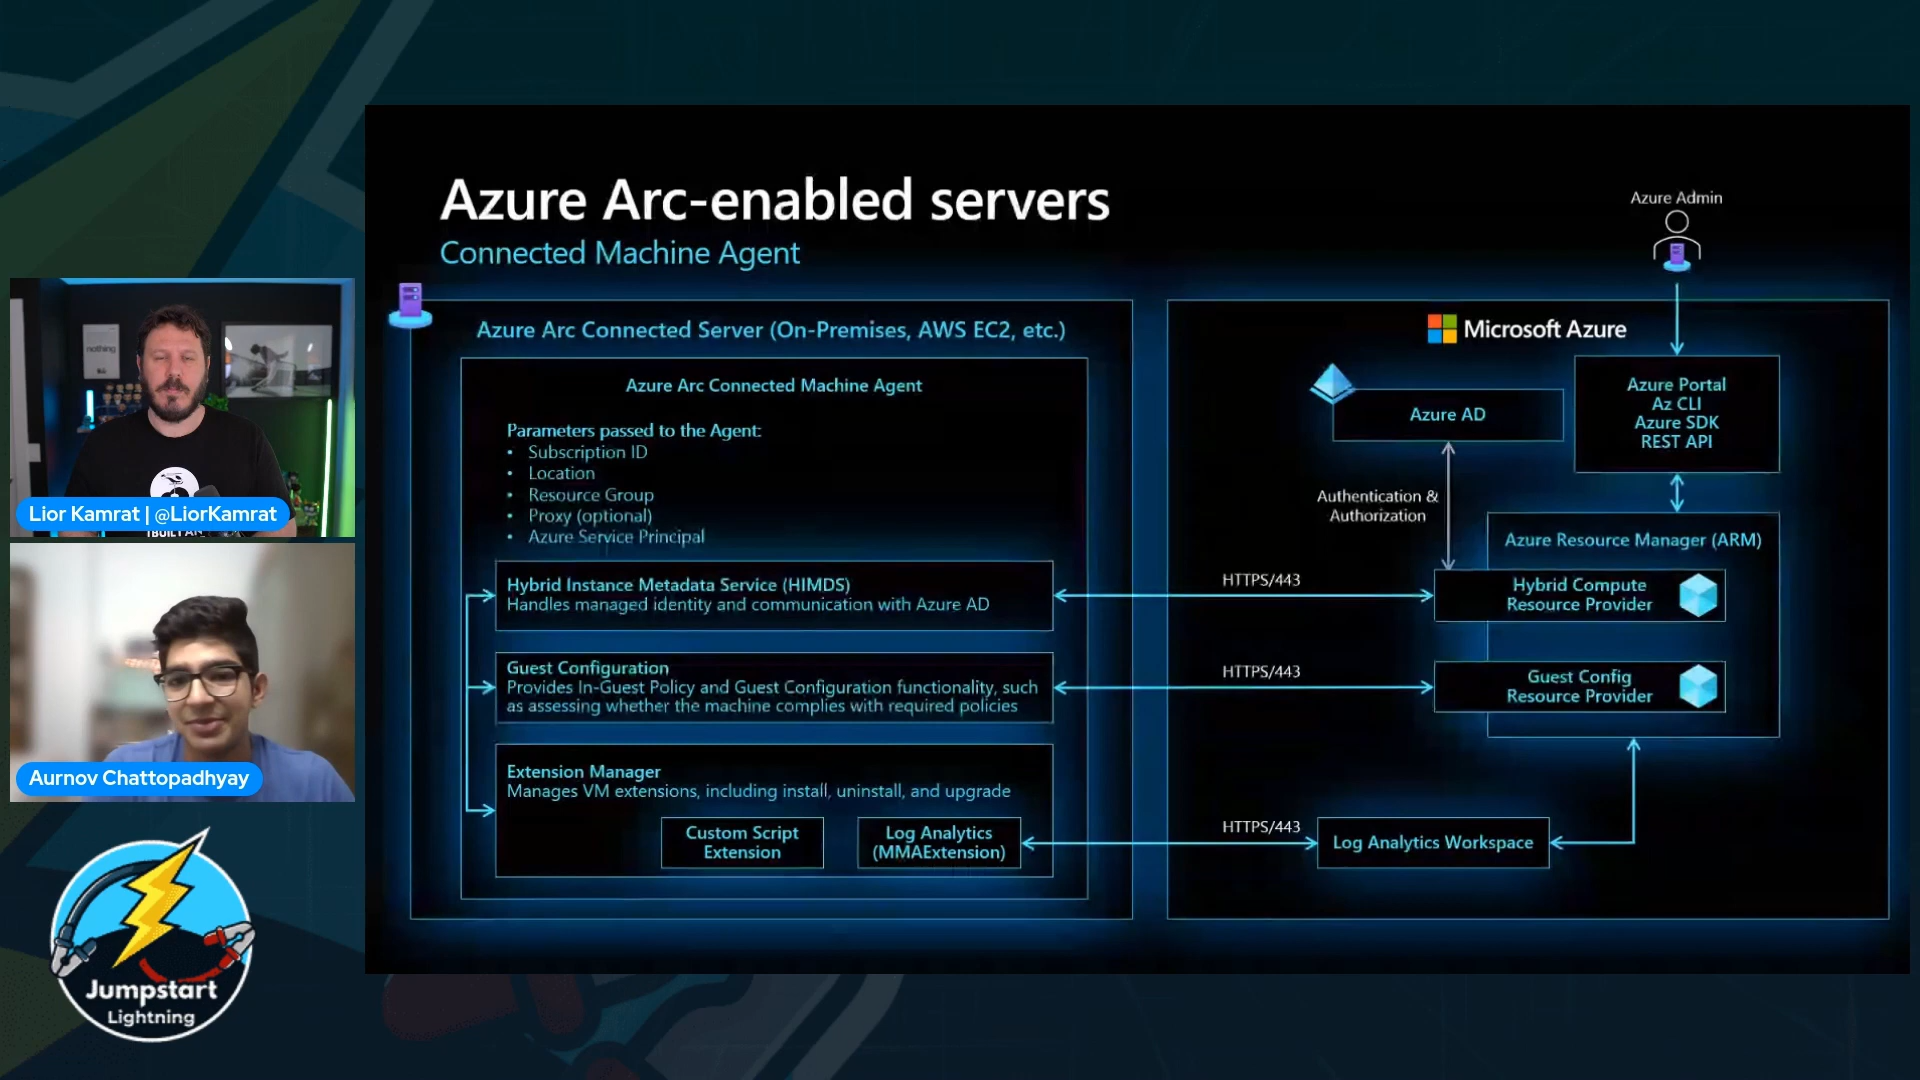 Azure Arc-enabled servers
Connected Machine Agent
Azure Admin
Azure Arc Connected Server (On-Premises, AWS EC2, etc.)
Azure Arc Connected Machine Agent
Parameters passed to the Agent:
• Subscription ID
• Location
• Resource Group
• Proxy (optional)
• Azure Service Principal
Hybrid Instance Metadata Service (HIMDS)
Handles managed identity and communication with Azure AD
Guest Configuration
Provides In-Guest Policy and Guest Configuration functionality, such
as assessing whether the machine complies with required policies
Extension Manager
Manages VM extensions, including install, uninstall, and upgrade
Custom Script
Extension
Log Analytics
(MMAExtension)
HTTPS/443
HTTPS/443
HTTPS/443
Microsoft Azure
Azure AD
Azure Portal
Az CLI
Azure SDK
REST API
Authentication &
Authorization
Azure Resource Manager (ARM)
Hybrid Compute
Resource Provider
Guest Config
Resource Provider
Log Analytics Workspace
nothing
Lior Kamrat | @LiorKamrat
Aurnov Chattopadhyay
Jumpstart
Lightning